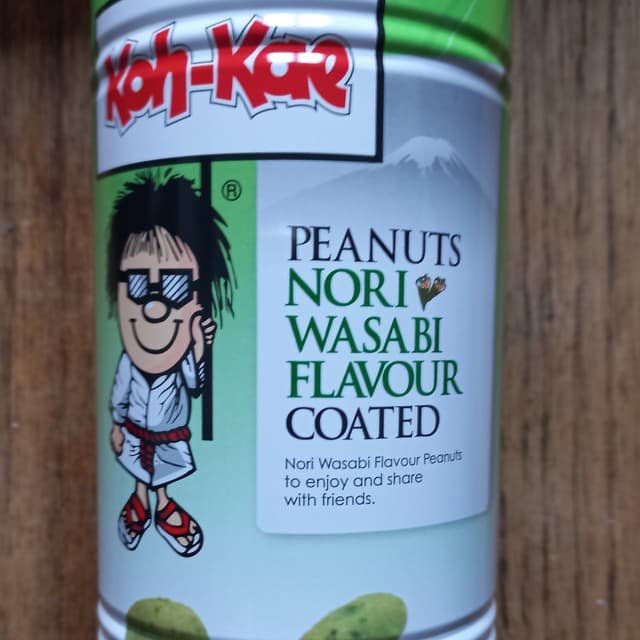 Koh-Kae
®
PEANUTS
NORI
WASABI
FLAVOUR
COATED
Nori Wasabi Flavour Peanuts
to enjoy and share
with friends.